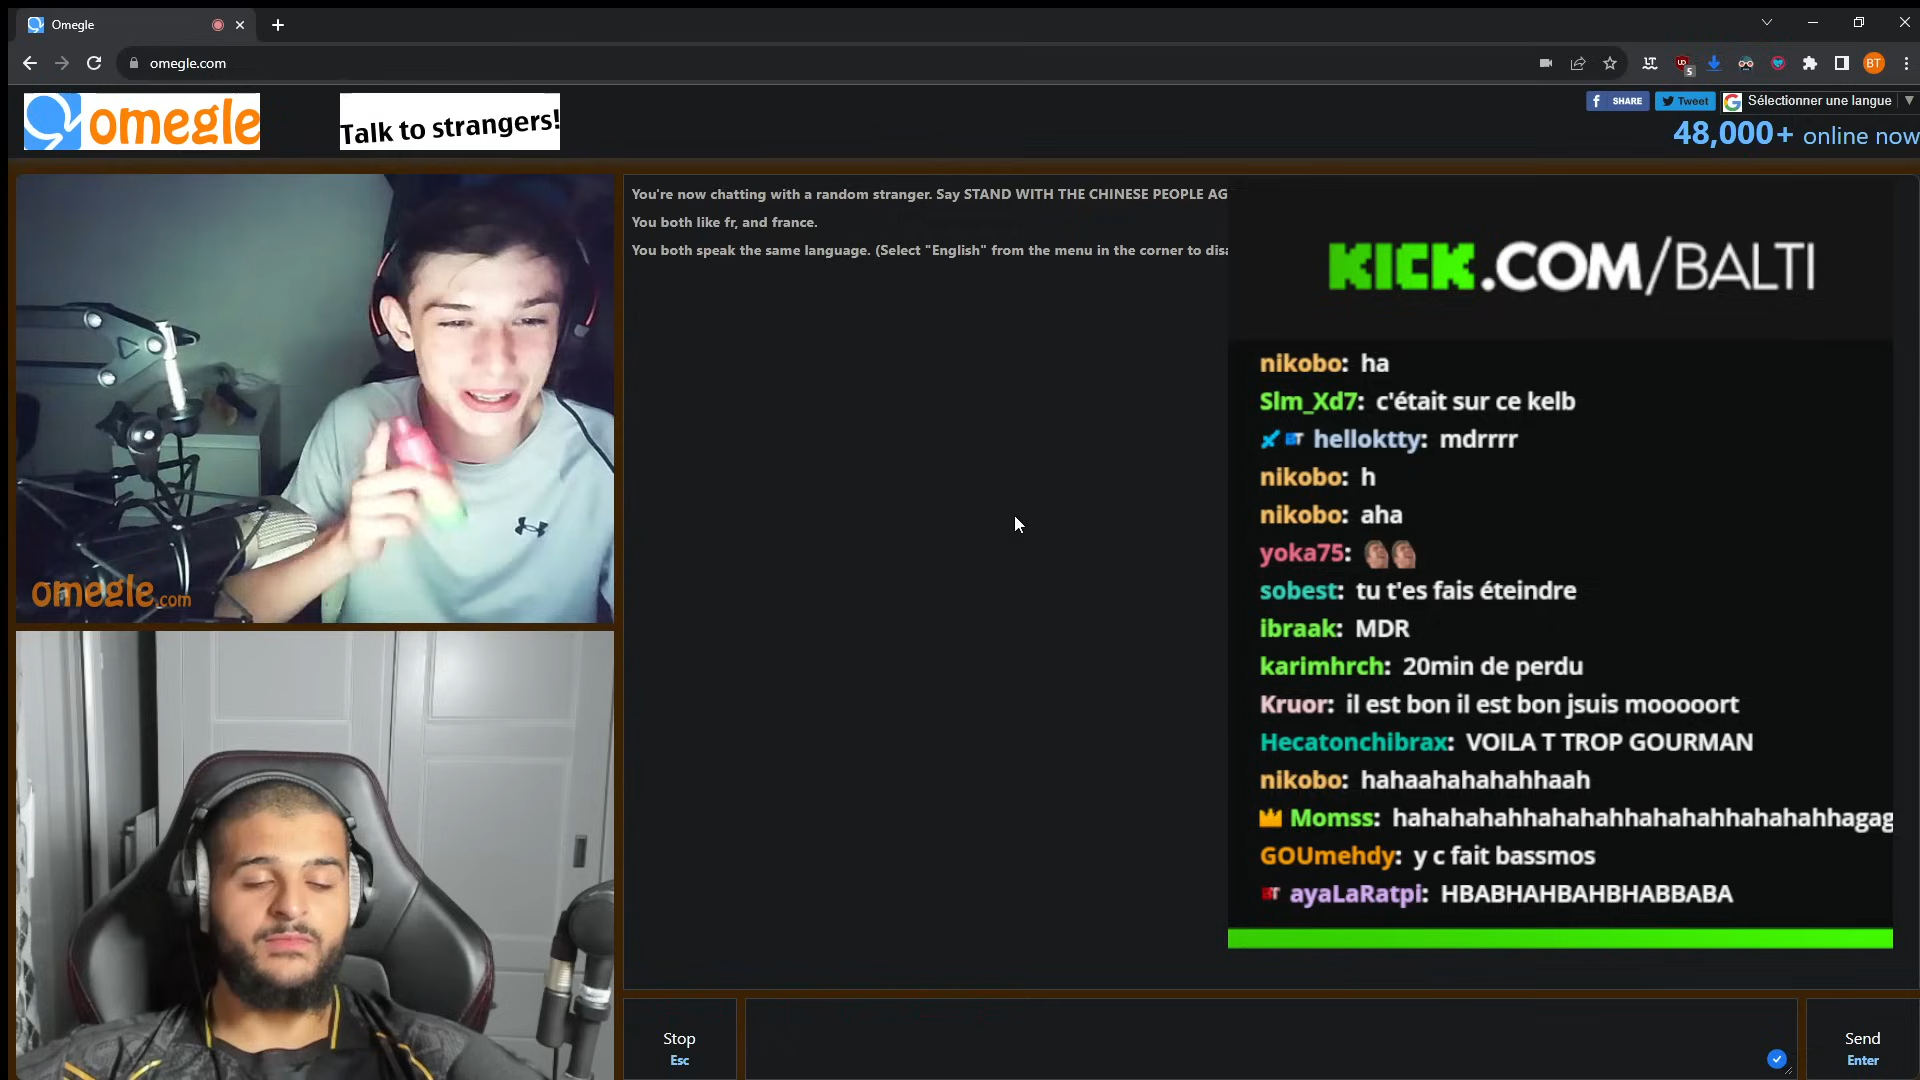 Omegle
omegle.com
BT
5
omegle
Talk to strangers!
SHARE
Tweet
Sélectionner une langue
48,000+ online now
You're now chatting with a random stranger. Say STAND WITH THE CHINESE PEOPLE AG
You both like fr, and france.
You both speak the same language. (Select "English" from the menu in the corner to disa
omegle.com
KICK.COM/BALTI
nikobo: ha
Slm_Xd7: c'était sur ce kelb
helloktty: mdrrrr
nikobo: h
nikobo: aha
yoka75:
sobest: tu t'es fais éteindre
ibraak: MDR
karimhrch: 20min de perdu
Kruor: il est bon il est bon jsuis mooooort
Hecatonchibrax: VOILA T TROP GOURMAN
nikobo: hahaahahahahhaah
Momss: hahahahahhahahahhahahahhahahahhagag
GOUmehdy: y c fait bassmos
ayaLaRatpi: HBABHAHBAHBHABBABA
Stop
Esc
Send
Enter